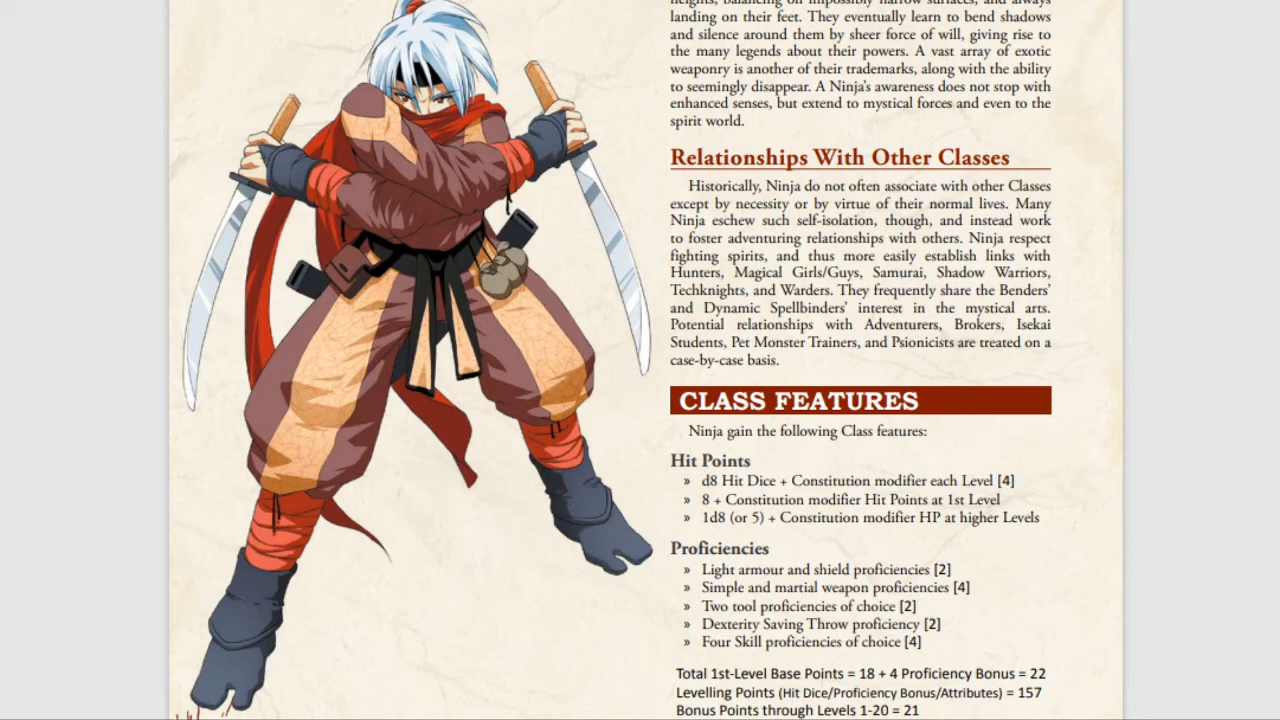 heights, balancing on impossibly narrow surfaces, and always
landing on their feet. They eventually learn to bend shadows
and silence around them by sheer force of will, giving rise to
the many legends about their powers. A vast array of exotic
weaponry is another of their trademarks, along with the ability
to seemingly disappear. A Ninja's awareness does not stop with
enhanced senses, but extend to mystical forces and even to the
spirit world.
Relationships With Other Classes
Historically, Ninja do not often associate with other Classes
except by necessity or by virtue of their normal lives. Many
Ninja eschew such self-isolation, though, and instead work
to foster adventuring relationships with others. Ninja respect
fighting spirits, and thus more easily establish links with
Hunters, Magical Girls/Guys, Samurai, Shadow Warriors,
Techknights, and Warders. They frequently share the Benders'
and Dynamic Spellbinders' interest in the mystical arts.
Potential relationships with Adventurers, Brokers, Isekai
Students, Pet Monster Trainers, and Psionicists are treated on a
case-by-case basis.
CLASS FEATURES
Ninja gain the following Class features:
Hit Points
» d8 Hit Dice + Constitution modifier each Level [4]
» 8 + Constitution modifier Hit Points at 1st Level
» 1d8 (or 5) + Constitution modifier HP at higher Levels
Proficiencies
» Light armour and shield proficiencies [2]
» Simple and martial weapon proficiencies [4]
» Two tool proficiencies of choice [2]
» Dexterity Saving Throw proficiency [2]
» Four Skill proficiencies of choice [4]
Total 1st-Level Base Points = 18 + 4 Proficiency Bonus = 22
Levelling Points (Hit Dice/Proficiency Bonus/Attributes) = 157
Bonus Points through Levels 1-20 = 21